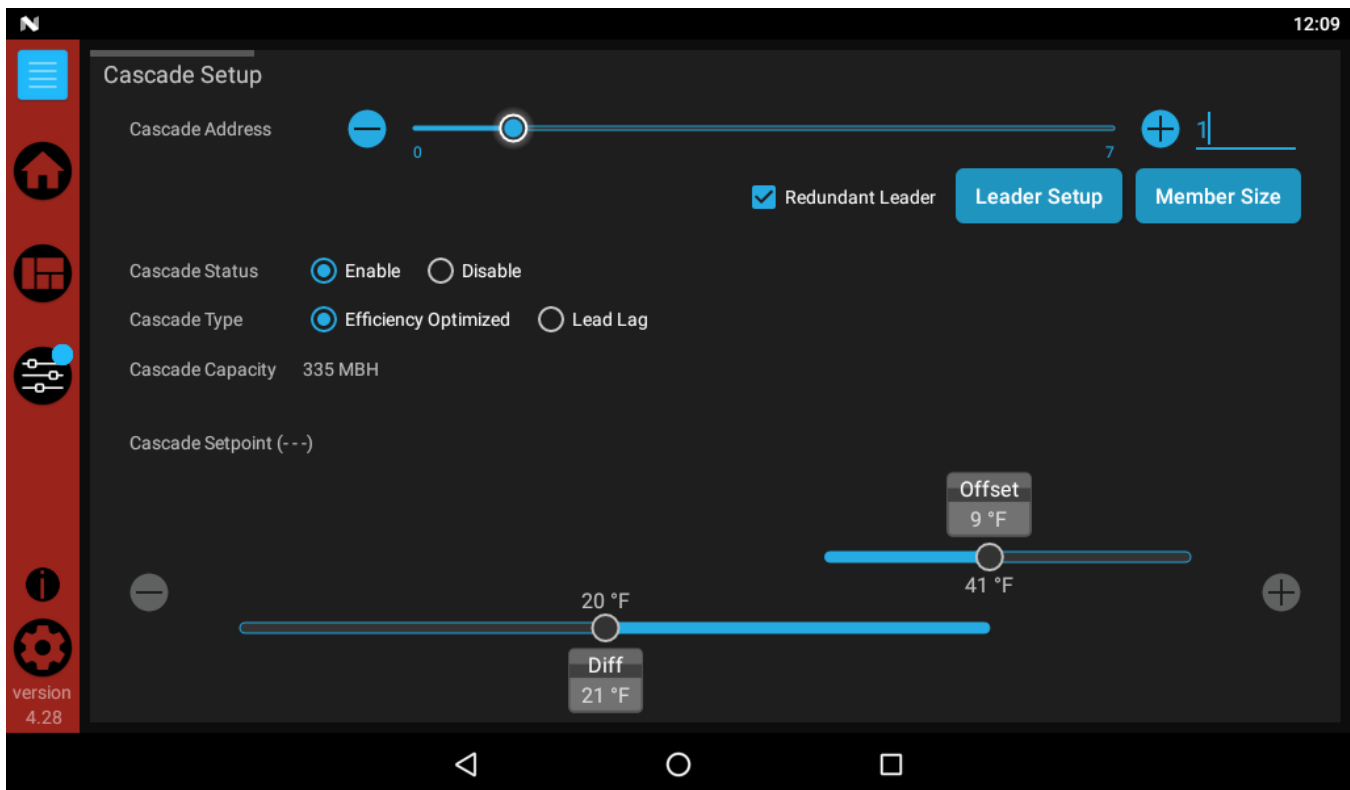 12:09
Cascade Setup
Cascade Address
0
7
1
Redundant Leader
Leader Setup
Member Size
Cascade Status
Enable
Disable
Cascade Type
Efficiency Optimized
Lead Lag
Cascade Capacity
335 MBH
Cascade Setpoint (---)
Offset
9 °F
41 °F
20 °F
Diff
21 °F
version
4.28